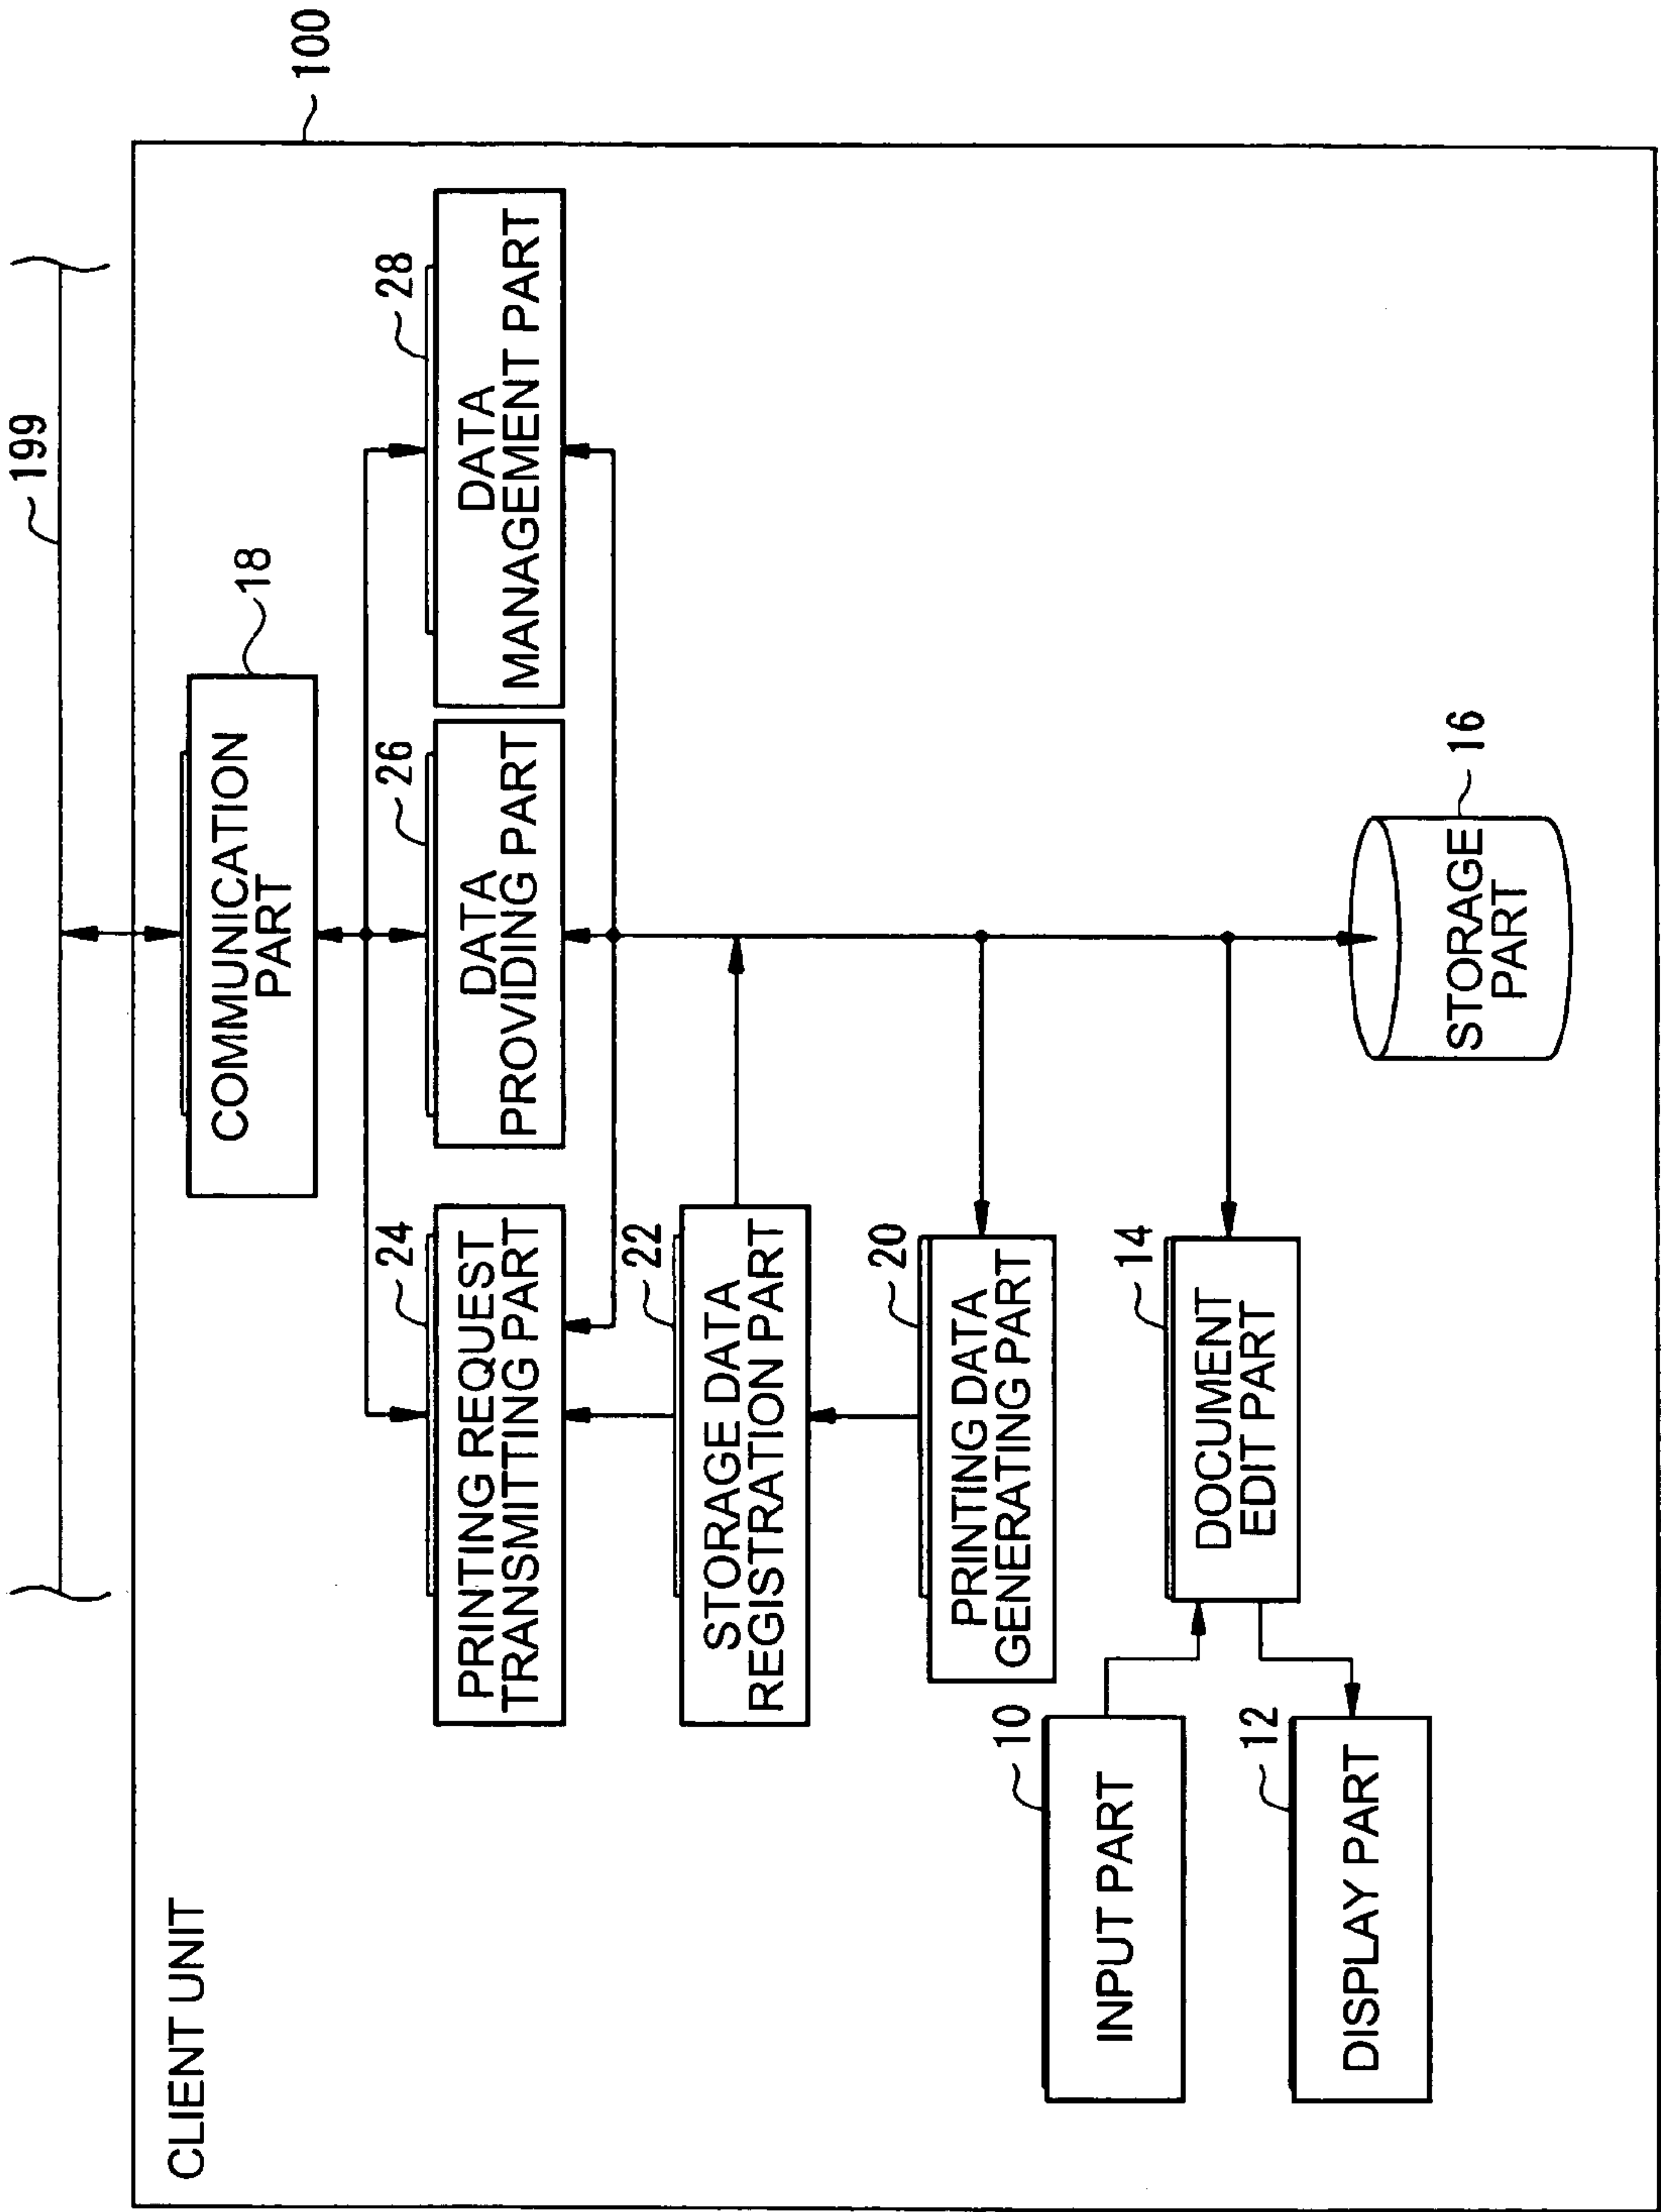 CLIENT UNIT
100
199
COMMUNICATION
PART
18
PRINTING REQUEST
TRANSMITTING PART
24
DATA
PROVIDING PART
26
DATA
MANAGEMENT PART
28
STORAGE DATA
REGISTRATION PART
22
PRINTING DATA
GENERATING PART
20
INPUT PART
10
DOCUMENT
EDIT PART
14
DISPLAY PART
12
STORAGE
PART
16